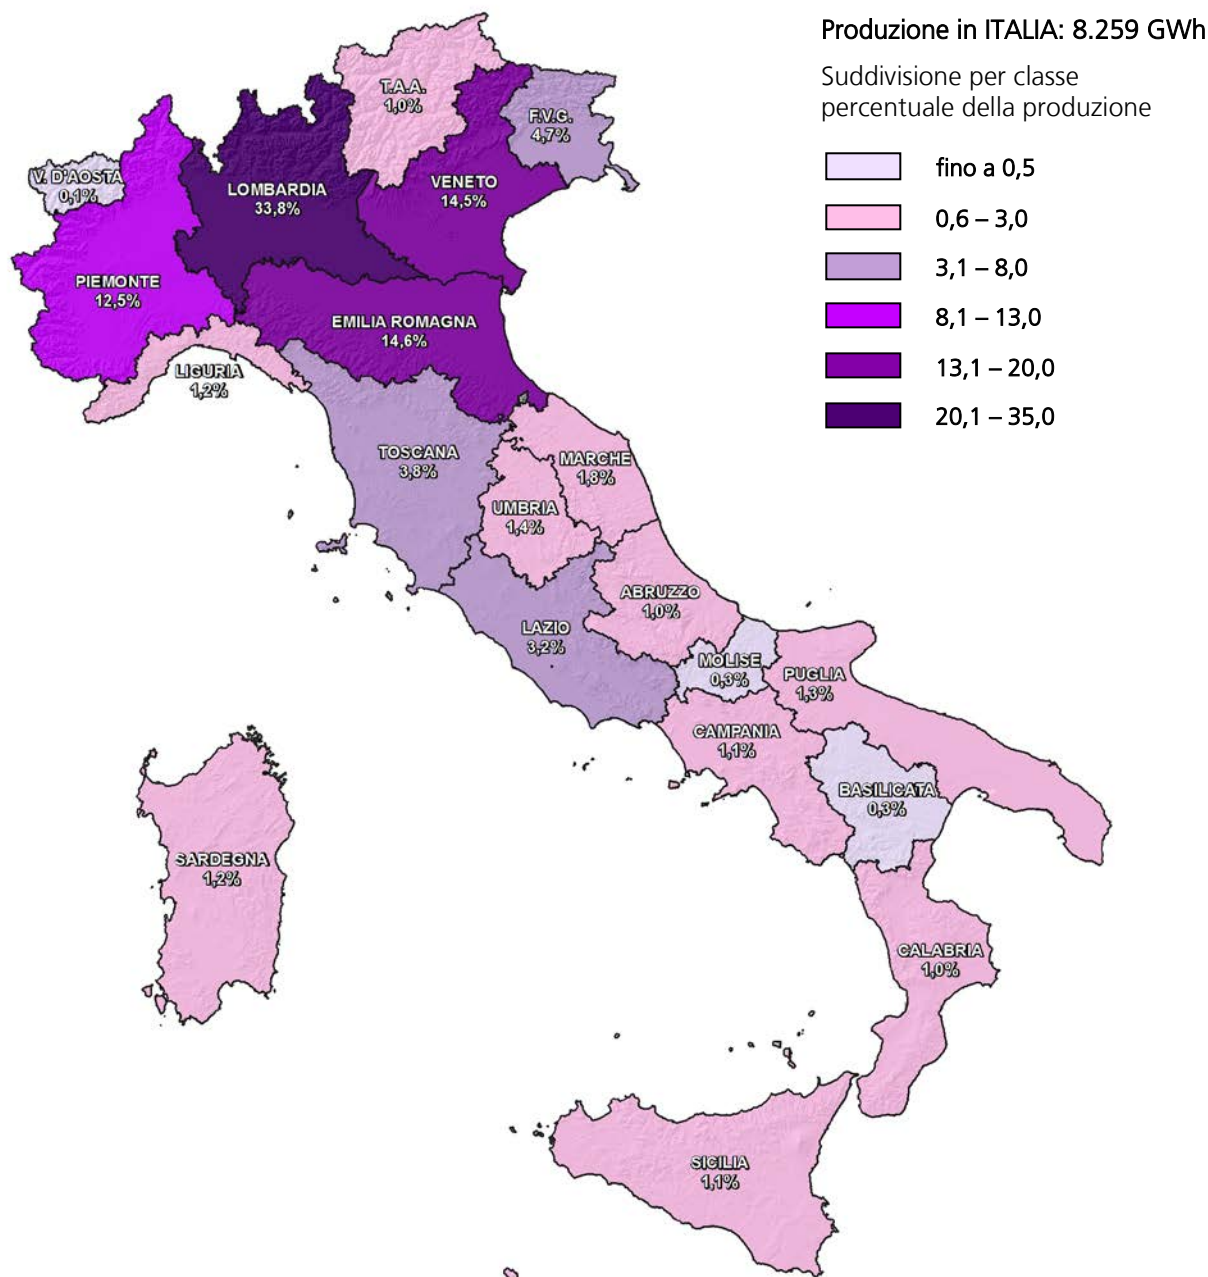 Produzione in ITALIA: 8.259 GWh
Suddivisione per classe
percentuale della produzione
fino a 0,5
0,6 – 3,0
3,1 – 8,0
8,1 – 13,0
13,1 – 20,0
20,1 – 35,0
T.A.A.
1,0%
F.V.G.
4,7%
V. D'AOSTA
0,1%
LOMBARDIA
33,8%
VENETO
14,5%
PIEMONTE
12,5%
EMILIA ROMAGNA
14,6%
LIGURIA
1,2%
TOSCANA
3,8%
MARCHE
1,8%
UMBRIA
1,4%
ABRUZZO
1,0%
LAZIO
3,2%
MOLISE
0,3%
PUGLIA
1,3%
CAMPANIA
1,1%
BASILICATA
0,3%
SARDEGNA
1,2%
CALABRIA
1,0%
SICILIA
1,1%